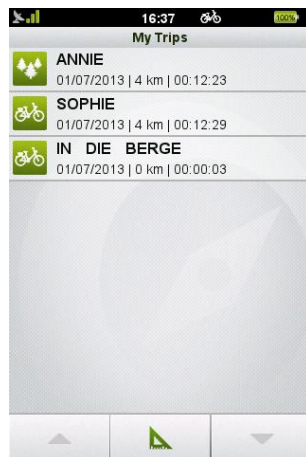 16:37 100%
My Trips
ANNIE
01/07/2013 | 4 km | 00:12:23
SOPHIE
01/07/2013 | 4 km | 00:12:29
IN DIE BERGE
01/07/2013 | 0 km | 00:00:03